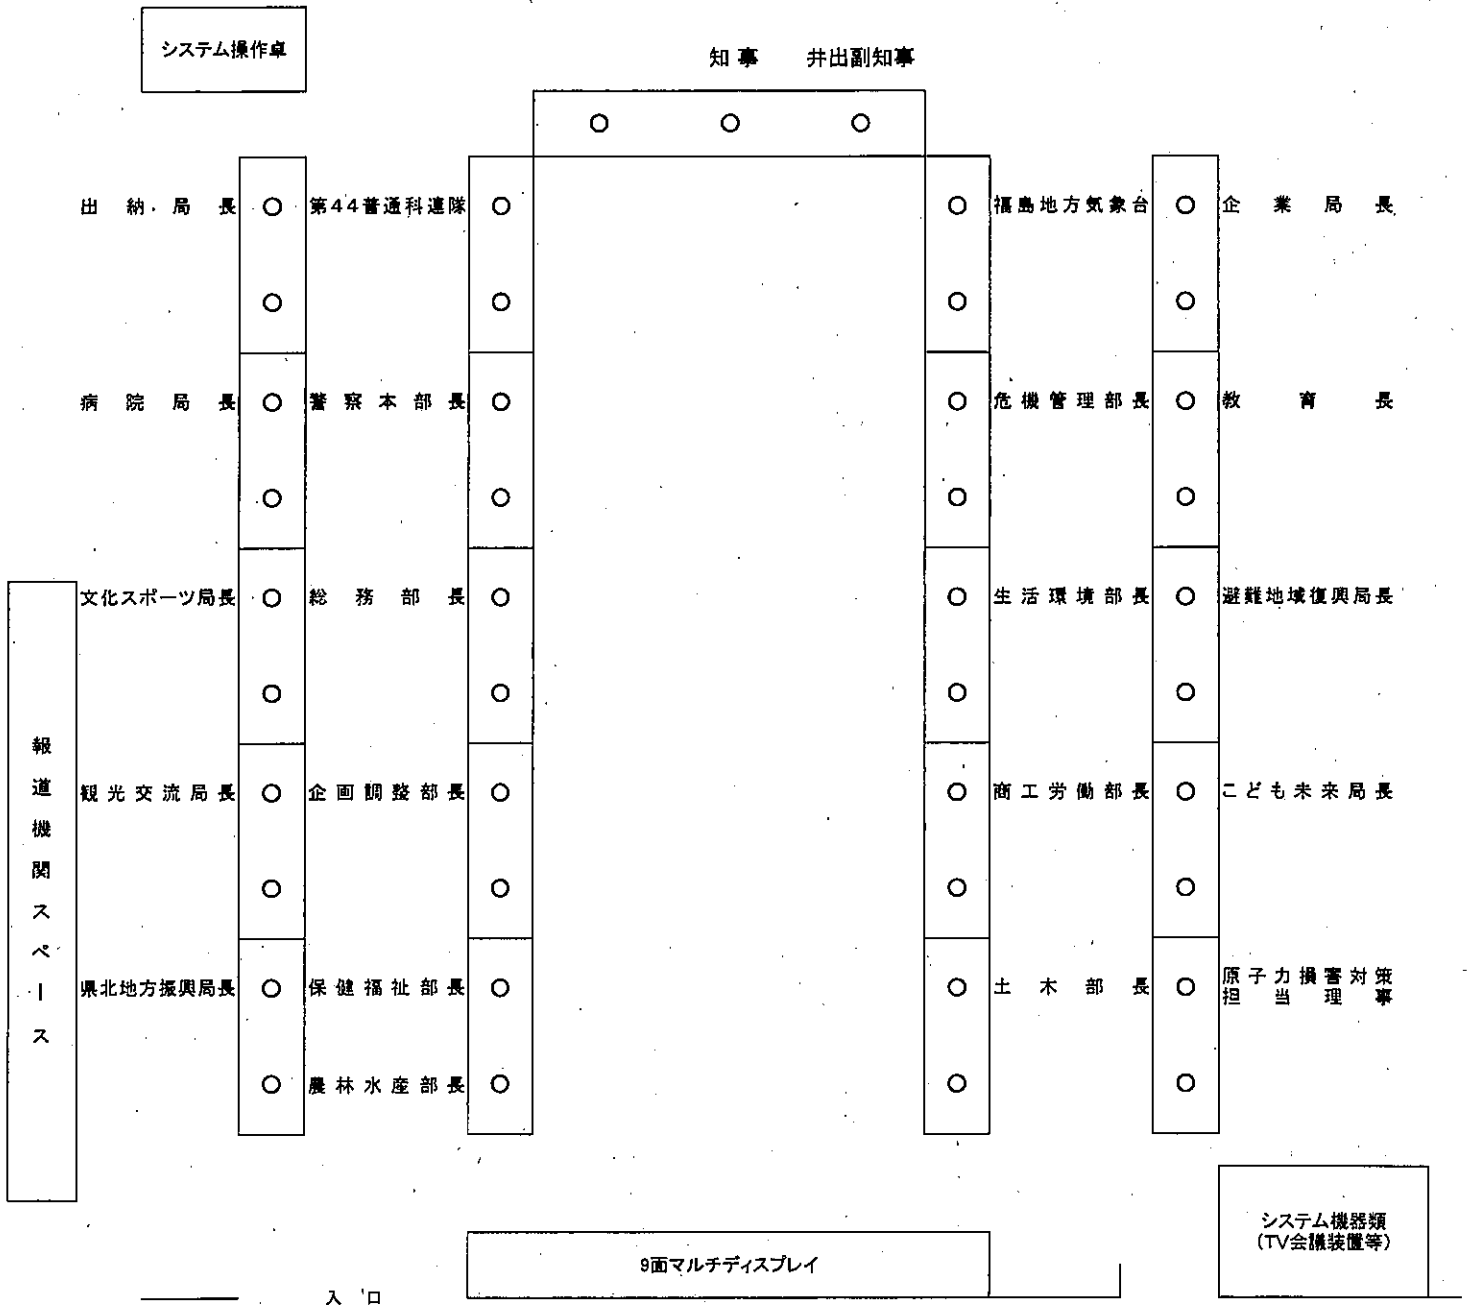 システム操作卓
知事 井出副知事
出納局長 第44普通科連隊 福島地方気象台 企業局長
病院局長 警察本部長 危機管理部長 教育長
文化スポーツ局長 総務部長 生活環境部長 避難地域復興局長
観光交流局長 企画調整部長 商工労働部長 こども未来局長
県北地方振興局長 保健福祉部長 土木部長 原子力損害対策
担当理事
農林水産部長
報道機関スペース
システム機器類
(TV会議装置等)
9面マルチディスプレイ
入口